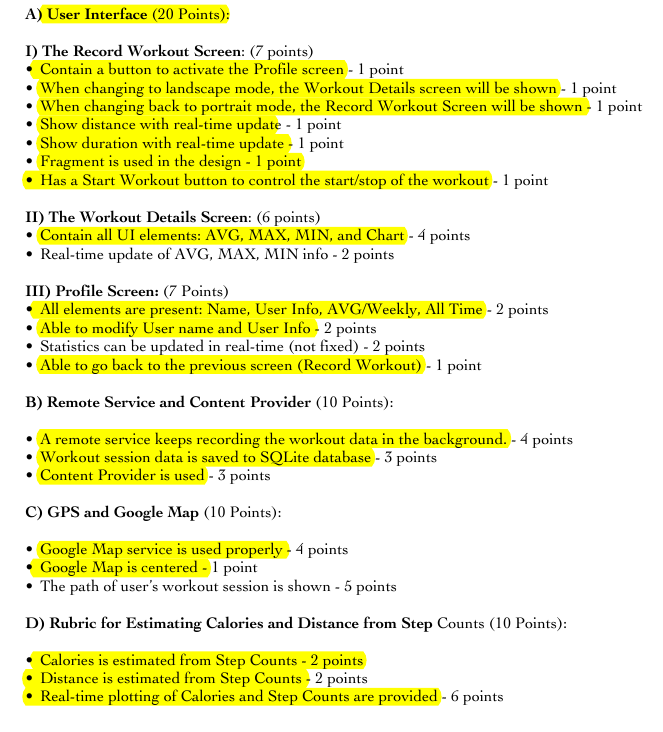 A) User Interface (20 Points):
I) The Record Workout Screen: (7 points)
• Contain a button to activate the Profile screen - 1 point
• When changing to landscape mode, the Workout Details screen will be shown - 1 point
• When changing back to portrait mode, the Record Workout Screen will be shown - 1 point
• Show distance with real-time update - 1 point
• Show duration with real-time update - 1 point
• Fragment is used in the design - 1 point
• Has a Start Workout button to control the start/stop of the workout - 1 point
II) The Workout Details Screen: (6 points)
• Contain all UI elements: AVG, MAX, MIN, and Chart - 4 points
• Real-time update of AVG, MAX, MIN info - 2 points
III) Profile Screen: (7 Points)
• All elements are present: Name, User Info, AVG/Weekly, All Time - 2 points
• Able to modify User name and User Info - 2 points
• Statistics can be updated in real-time (not fixed) - 2 points
• Able to go back to the previous screen (Record Workout) - 1 point
B) Remote Service and Content Provider (10 Points):
• A remote service keeps recording the workout data in the background. - 4 points
• Workout session data is saved to SQLite database - 3 points
• Content Provider is used - 3 points
C) GPS and Google Map (10 Points):
• Google Map service is used properly - 4 points
• Google Map is centered - 1 point
• The path of user's workout session is shown - 5 points
D) Rubric for Estimating Calories and Distance from Step Counts (10 Points):
• Calories is estimated from Step Counts - 2 points
• Distance is estimated from Step Counts - 2 points
• Real-time plotting of Calories and Step Counts are provided - 6 points